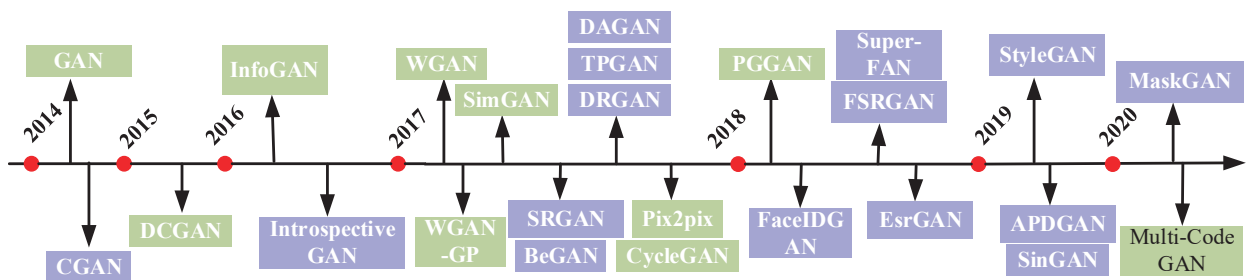 GAN
InfoGAN
WGAN
SimGAN
DAGAN
TPGAN
DRGAN
PGGAN
Super-
FAN
FSRGAN
StyleGAN
MaskGAN
2014
2015
2016
2017
2018
2019
2020
CGAN
DCGAN
Introspective
GAN
WGAN
-GP
SRGAN
BeGAN
Pix2pix
CycleGAN
FaceIDG
AN
EsrGAN
APDGAN
SinGAN
Multi-Code
GAN